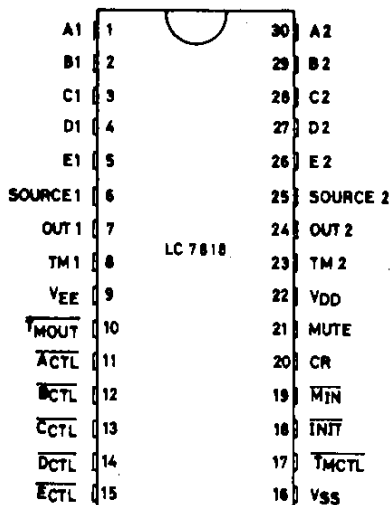 A1 1 30 A2
B1 2 29 B2
C1 3 28 C2
D1 4 27 D2
E1 5 26 E2
SOURCE1 6 25 SOURCE 2
OUT 1 7 24 OUT 2
LC 7818
TM 1 8 23 TM 2
VEE 9 22 VDD
TMOUT 10 21 MUTE
ACTL 11 20 CR
BCTL 12 19 MIN
CCTL 13 18 INIT
DCTL 14 17 TMCTL
ECTL 15 16 VSS